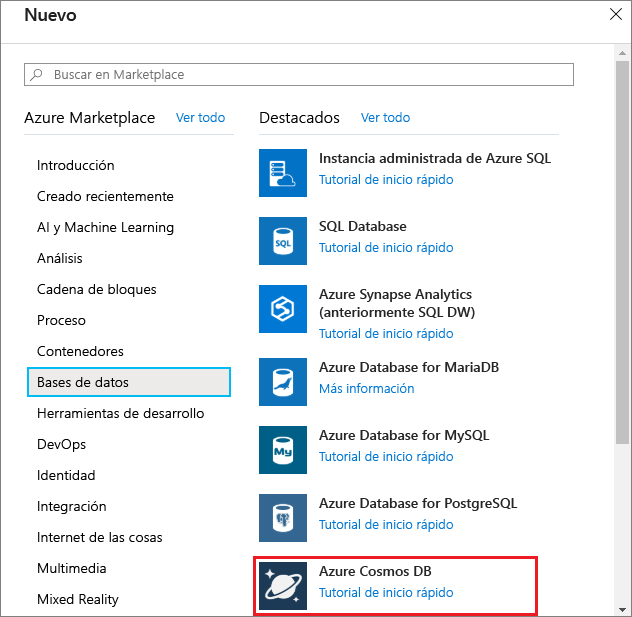 Nuevo
Buscar en Marketplace
Azure Marketplace Ver todo
Introducción
Creado recientemente
AI y Machine Learning
Análisis
Cadena de bloques
Proceso
Contenedores
Bases de datos
Herramientas de desarrollo
DevOps
Identidad
Integración
Internet de las cosas
Multimedia
Mixed Reality
Destacados Ver todo
Instancia administrada de Azure SQL
Tutorial de inicio rápido
SQL
SQL Database
Tutorial de inicio rápido
Azure Synapse Analytics
(anteriormente SQL DW)
Tutorial de inicio rápido
Azure Database for MariaDB
Más información
My
Azure Database for MySQL
Tutorial de inicio rápido
Azure Database for PostgreSQL
Tutorial de inicio rápido
Azure Cosmos DB
Tutorial de inicio rápido